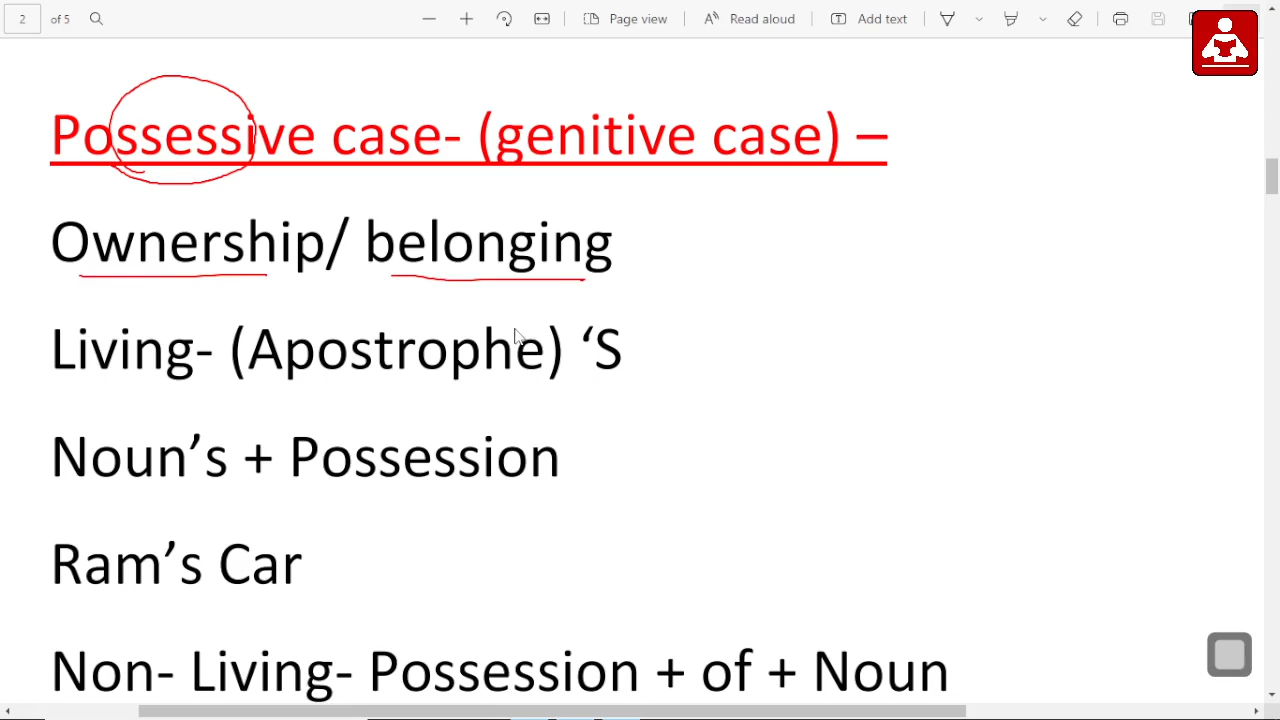 2 of 5 Page view Read aloud Add text
Possessive case- (genitive case) –
Ownership/ belonging
Living- (Apostrophe) ‘S
Noun’s + Possession
Ram’s Car
Non- Living- Possession + of + Noun